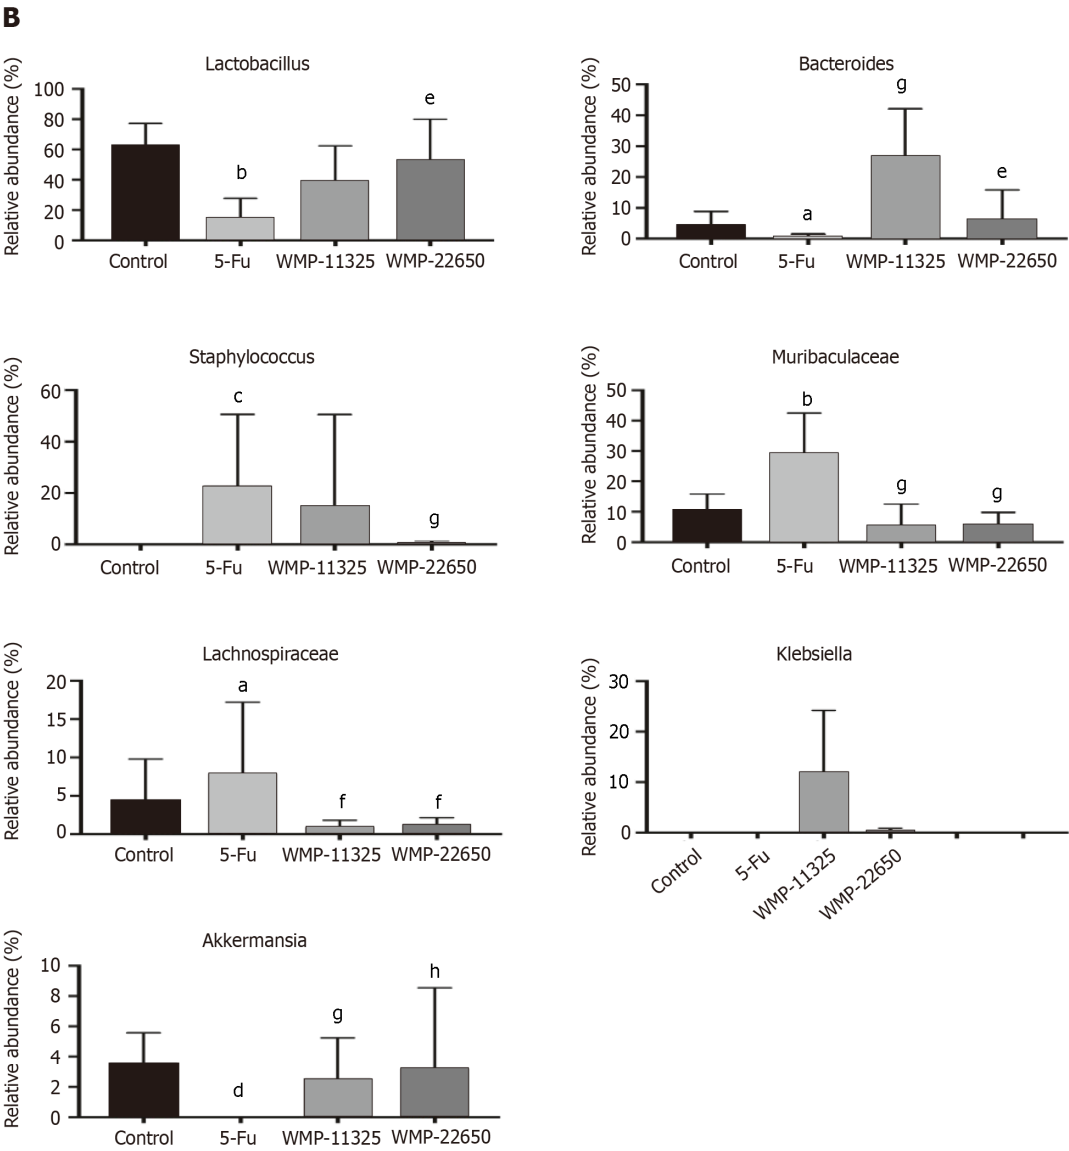 B
Lactobacillus
Relative abundance (%)
100
80
60
40
20
0
b
e
Control 5-Fu WMP-11325 WMP-22650
Bacteroides
Relative abundance (%)
50
40
30
20
10
0
a
g
e
Control 5-Fu WMP-11325 WMP-22650
Staphylococcus
Relative abundance (%)
60
40
20
0
c
g
Control 5-Fu WMP-11325 WMP-22650
Muribaculaceae
Relative abundance (%)
50
40
30
20
10
0
b
g
g
Control 5-Fu WMP-11325 WMP-22650
Lachnospiraceae
Relative abundance (%)
20
15
10
5
0
a
f
f
Control 5-Fu WMP-11325 WMP-22650
Klebsiella
Relative abundance (%)
30
20
10
0
Control
5-Fu
WMP-11325
WMP-22650
Akkermansia
Relative abundance (%)
10
8
6
4
2
0
d
g
h
Control 5-Fu WMP-11325 WMP-22650